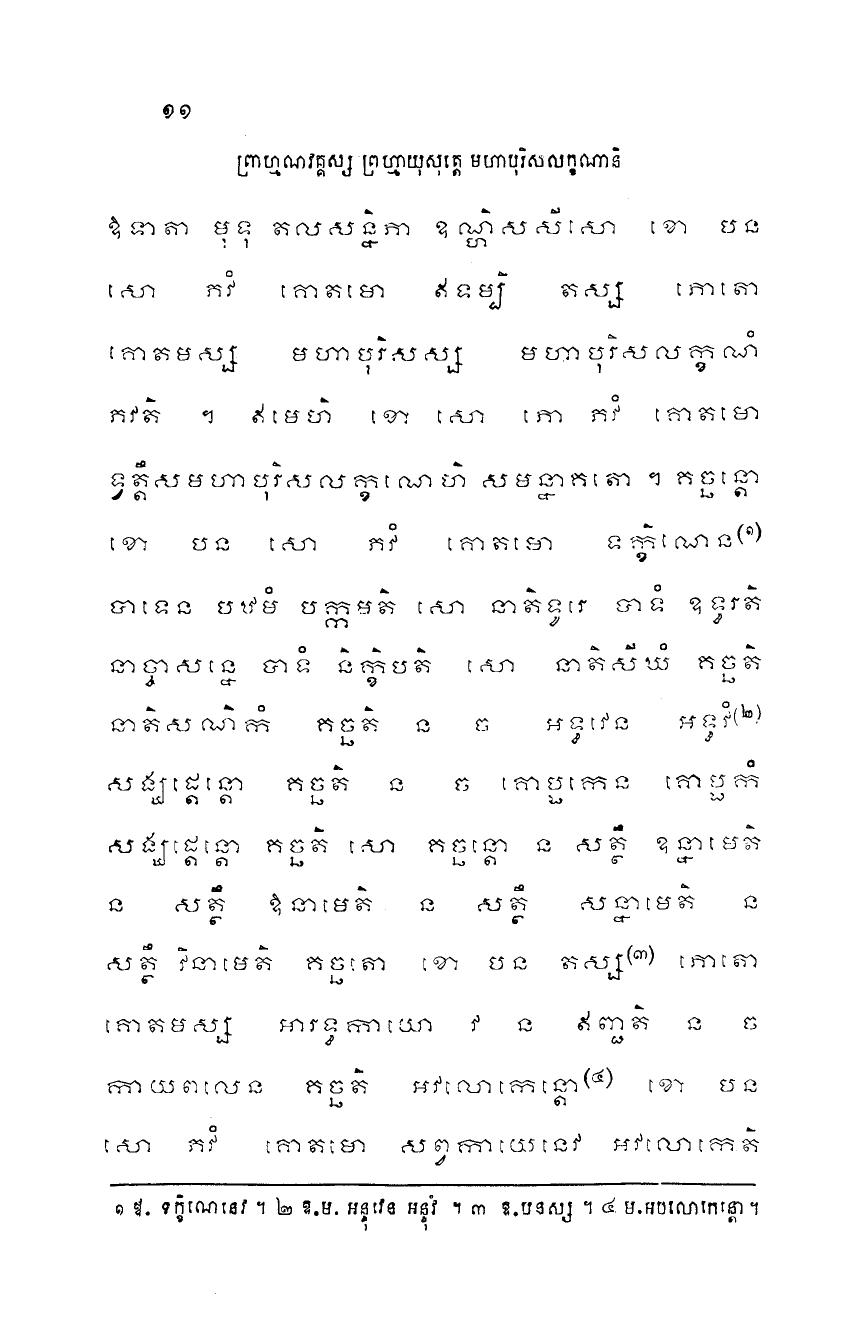 ១១
ព្រាហ្មណវគ្គស្ស ព្រហ្មាយុសុត្តេ មហាបុរិសលក្ខណានិ
ឱទាតា មុទុ តលសន្និភា ឧណ្ហិសសីសោ ខោ បន
សោ ភវំ គោតមោ ឥទម្បិ តស្ស ភោតោ
គោតមស្ស មហាបុរិសស្ស មហាបុរិសលក្ខណំ
ភវតិ ។ ឥមេហិ ខោ សោ ភោ ភវំ គោតមោ
ទ្វត្តឹសមហាបុរិសលក្ខណេហិ សមន្នាគតោ ។ គច្ឆន្តោ
ខោ បន សោ ភវំ គោតមោ ទក្ខិណេន(១)
បាទេន បឋមំ បក្កមតិ សោ នាតិទូរេ បាទំ ឧទ្ធរតិ
នាច្ចាសន្នេ បាទំ និក្ខិបតិ សោ នាតិសីឃំ គច្ឆតិ
នាតិសណិកំ គច្ឆតិ ន ច អទ្ទុវេន អទ្ទុវំ(២)
សង្ឃដ្តេន្តោ គច្ឆតិ ន ច គោប្ផកេន គោប្ផកំ
សង្ឃដ្តេន្តោ គច្ឆតិ សោ គច្ឆន្តោ ន សត្ថឹ ឧន្នាមេតិ
ន សត្ថឹ ឱនាមេតិ ន សត្ថឹ សន្នាមេតិ ន
សត្ថឹ វិនាមេតិ គច្ឆតោ ខោ បន តស្ស(៣) ភោតោ
គោតមស្ស អារទ្ធកាយោ វ ន ឥញ្ជតិ ន ច
កាយពលេន គច្ឆតិ អវលោកេន្តោ(៤) ខោ បន
សោ ភវំ គោតមោ សព្វកាយេនេវ អវលោកេតិ
១ ឱ. ទក្ខិណេនេវ ។ ២ ឱ.ម. អន្ទុវេន អន្ទុវំ ។ ៣ ឱ.បនស្ស ។ ៤ ម.អបលោកេន្តោ ។